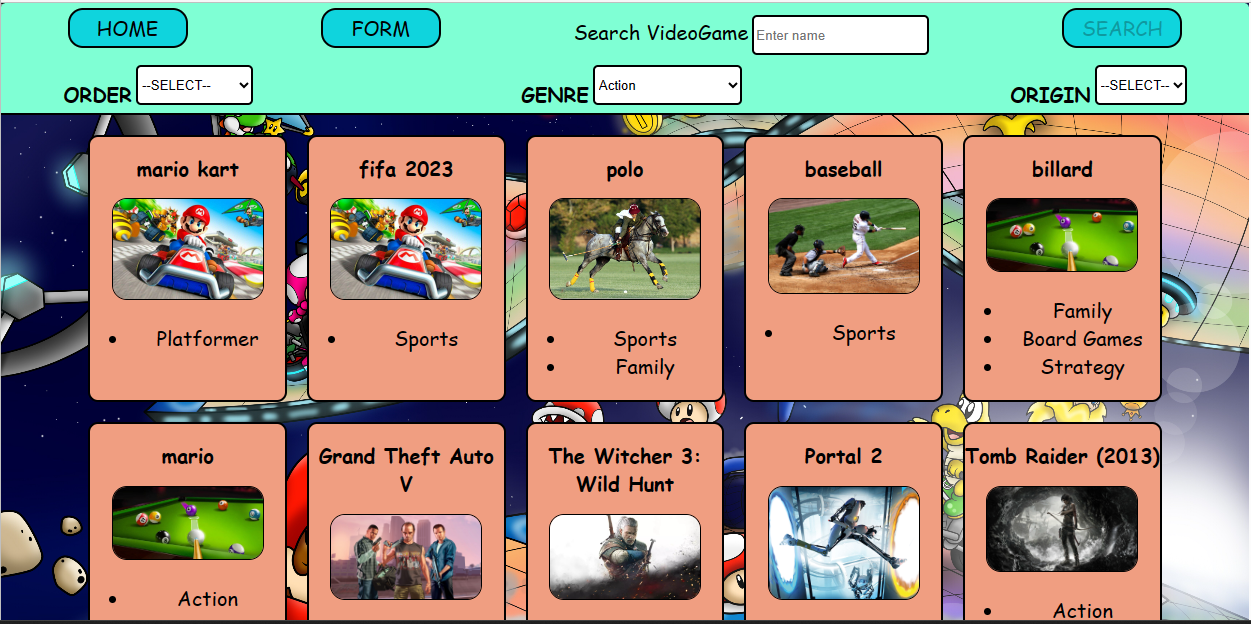 HOME FORM Search VideoGame Enter name SEARCH
ORDER --SELECT-- GENRE Action ORIGIN --SELECT--
mario kart
fifa 2023
polo
baseball
billard
• Platformer
• Sports
• Sports
• Family
• Sports
• Family
• Board Games
• Strategy
mario
Grand Theft Auto
V
The Witcher 3:
Wild Hunt
Portal 2
Tomb Raider (2013)
• Action
• Action